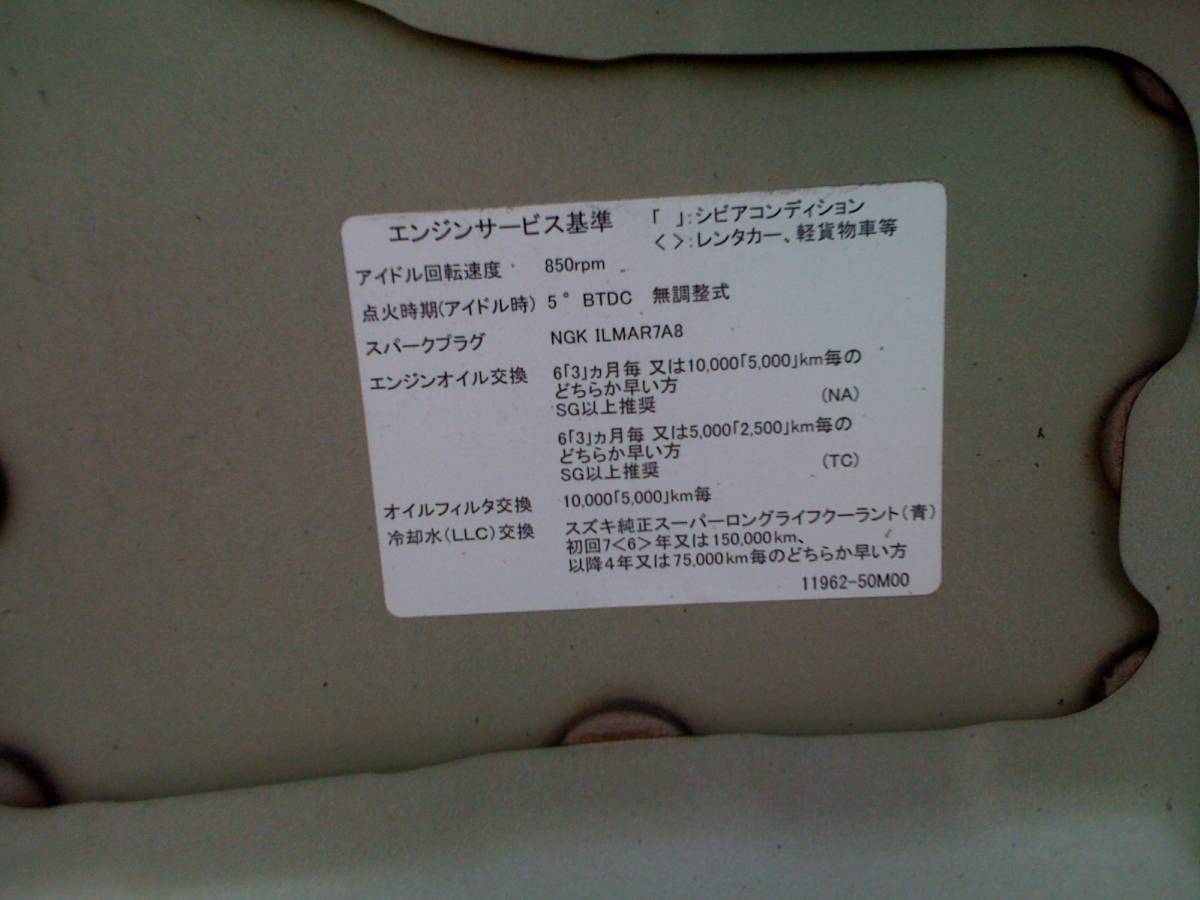 エンジンサービス基準 「 」:シビアコンディション
< >:レンタカー、軽貨物車等
アイドル回転速度 850rpm
点火時期(アイドル時) 5° BTDC 無調整式
スパークプラグ NGK ILMAR7A8
エンジンオイル交換 6「3」ヵ月毎 又は10,000「5,000」km毎の
どちらか早い方
SG以上推奨 (NA)
6「3」ヵ月毎 又は5,000「2,500」km毎の
どちらか早い方
SG以上推奨 (TC)
オイルフィルタ交換 10,000「5,000」km毎
冷却水(LLC)交換 スズキ純正スーパーロングライフクーラント(青)
初回7<6>年又は150,000km、
以降4年又は75,000km毎のどちらか早い方
11962-50M00